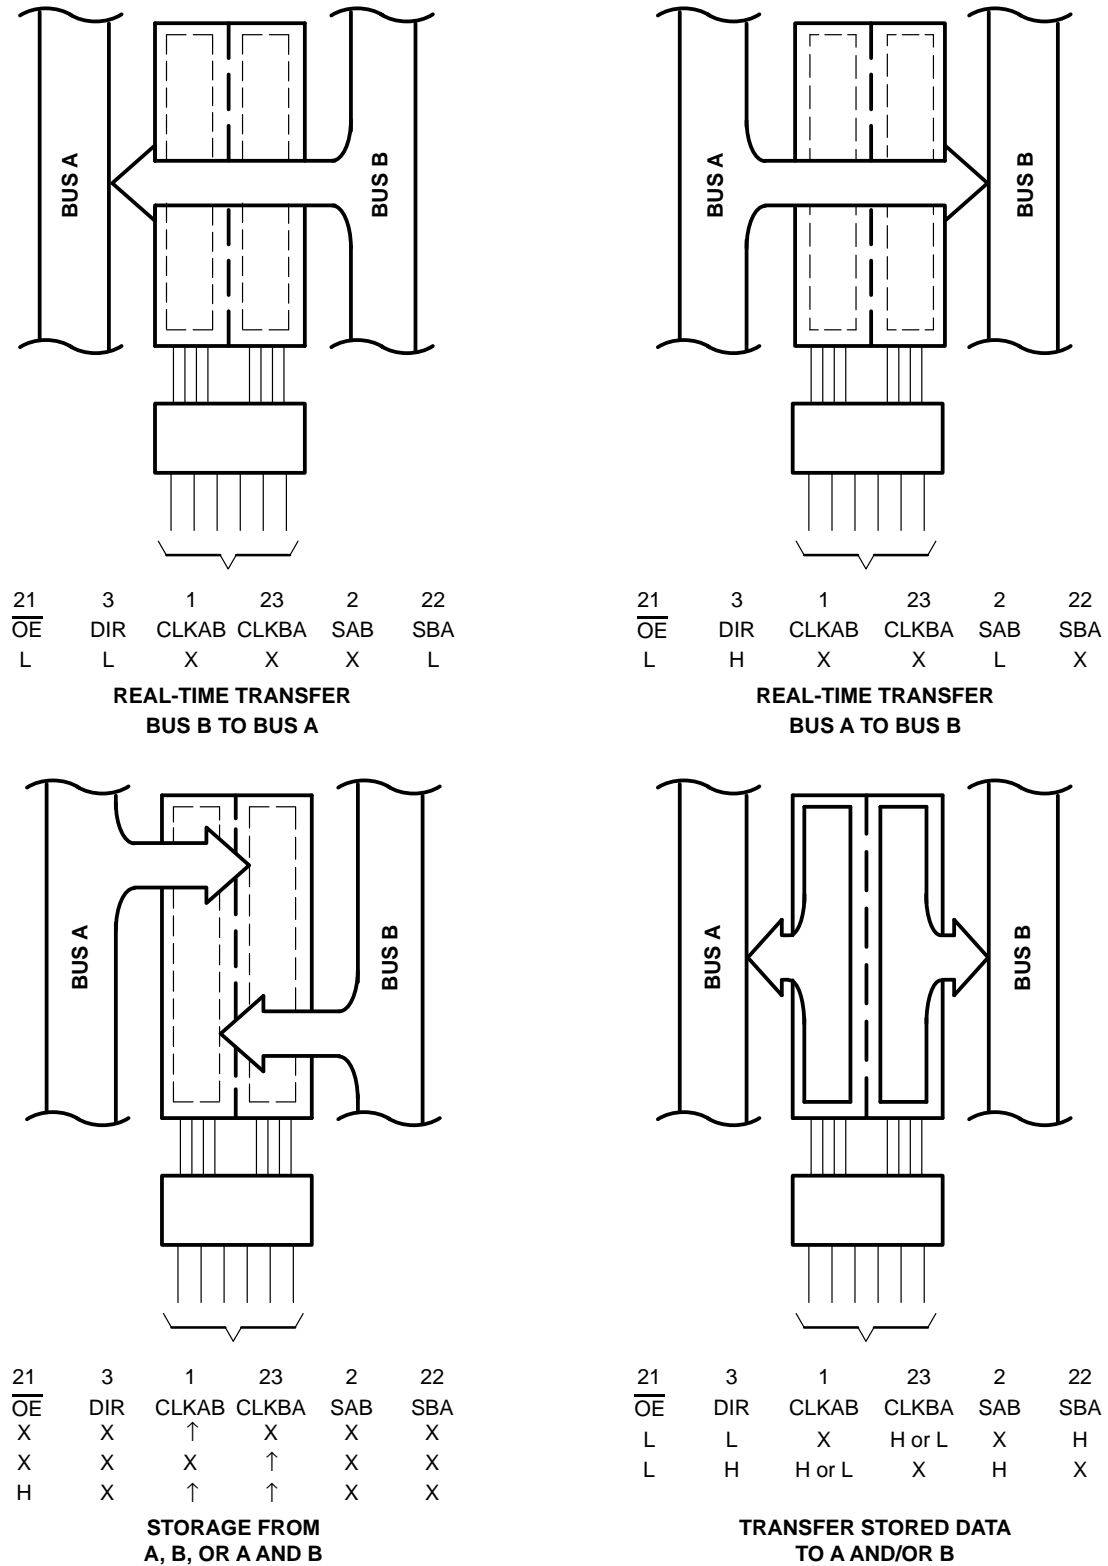 BUS A
BUS B
21 3 1 23 2 22
OE DIR CLKAB CLKBA SAB SBA
L L X X X L
REAL-TIME TRANSFER
BUS B TO BUS A
BUS A
BUS B
21 3 1 23 2 22
OE DIR CLKAB CLKBA SAB SBA
L H X X L X
REAL-TIME TRANSFER
BUS A TO BUS B
BUS A
BUS B
21 3 1 23 2 22
OE DIR CLKAB CLKBA SAB SBA
X X ↑ X X X
X X X ↑ X X
H X ↑ ↑ X X
STORAGE FROM
A, B, OR A AND B
BUS A
BUS B
21 3 1 23 2 22
OE DIR CLKAB CLKBA SAB SBA
L L X H or L X H
L H H or L X H X
TRANSFER STORED DATA
TO A AND/OR B